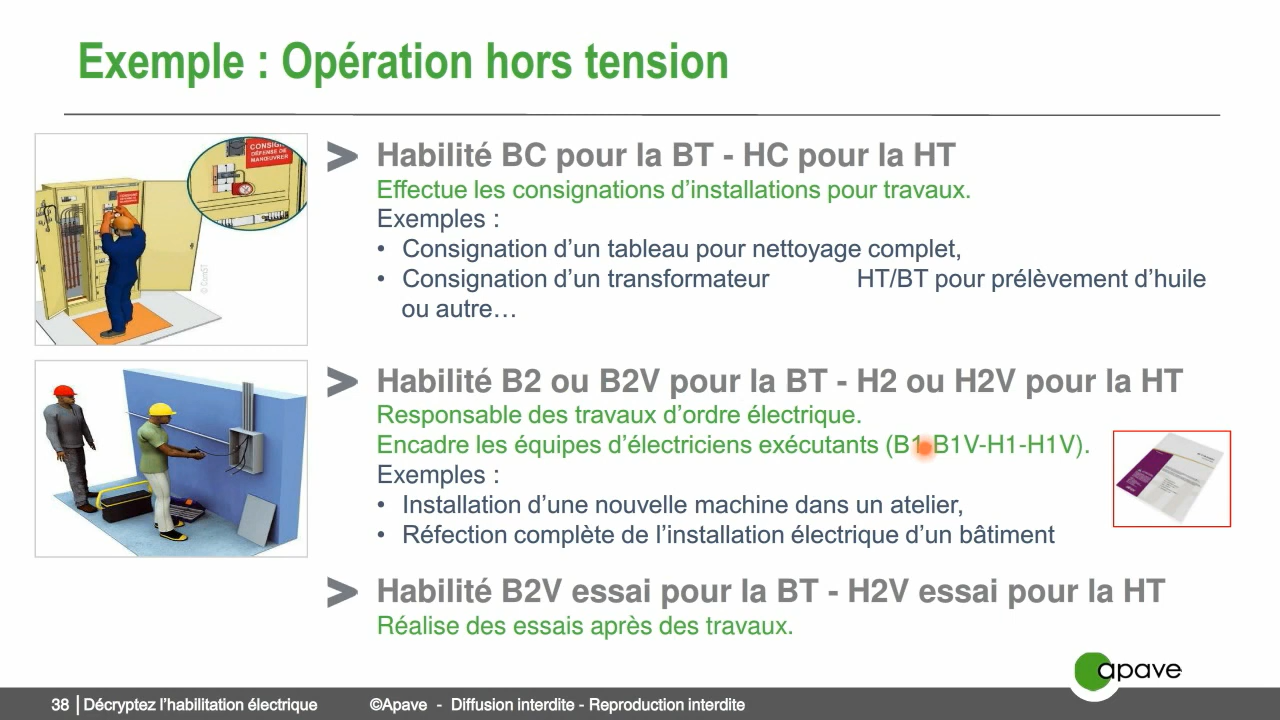 Exemple : Opération hors tension
CONSIGN
DÉFENSE DE
MANŒUVRER
© ComST
> Habilité BC pour la BT - HC pour la HT
Effectue les consignations d’installations pour travaux.
Exemples :
• Consignation d’un tableau pour nettoyage complet,
• Consignation d’un transformateur HT/BT pour prélèvement d’huile
ou autre…
> Habilité B2 ou B2V pour la BT - H2 ou H2V pour la HT
Responsable des travaux d’ordre électrique.
Encadre les équipes d’électriciens exécutants (B1-B1V-H1-H1V).
Exemples :
• Installation d’une nouvelle machine dans un atelier,
• Réfection complète de l’installation électrique d’un bâtiment
> Habilité B2V essai pour la BT - H2V essai pour la HT
Réalise des essais après des travaux.
apave
38 | Décryptez l’habilitation électrique ©Apave - Diffusion interdite - Reproduction interdite